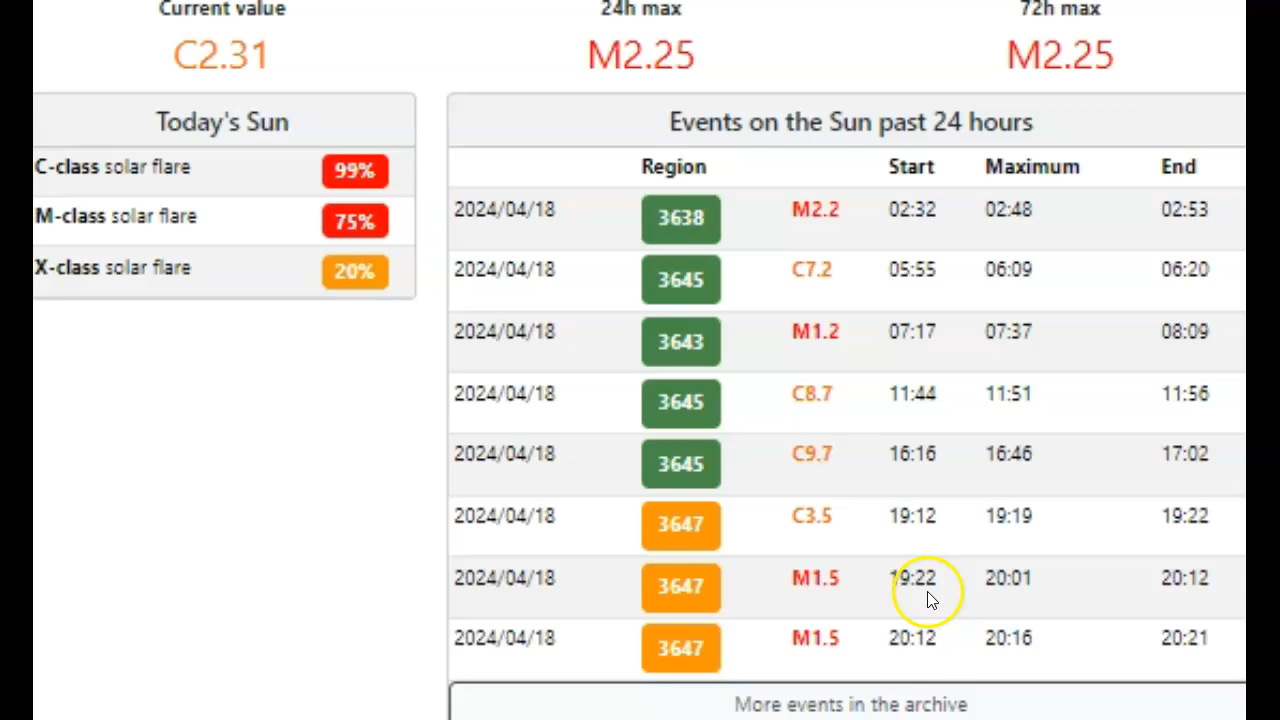 Current value 24h max 72h max
C2.31 M2.25 M2.25
Today's Sun
C-class solar flare 99%
M-class solar flare 75%
X-class solar flare 20%
Events on the Sun past 24 hours
Region Start Maximum End
2024/04/18 3638 M2.2 02:32 02:48 02:53
2024/04/18 3645 C7.2 05:55 06:09 06:20
2024/04/18 3643 M1.2 07:17 07:37 08:09
2024/04/18 3645 C8.7 11:44 11:51 11:56
2024/04/18 3645 C9.7 16:16 16:46 17:02
2024/04/18 3647 C3.5 19:12 19:19 19:22
2024/04/18 3647 M1.5 19:22 20:01 20:12
2024/04/18 3647 M1.5 20:12 20:16 20:21
More events in the archive